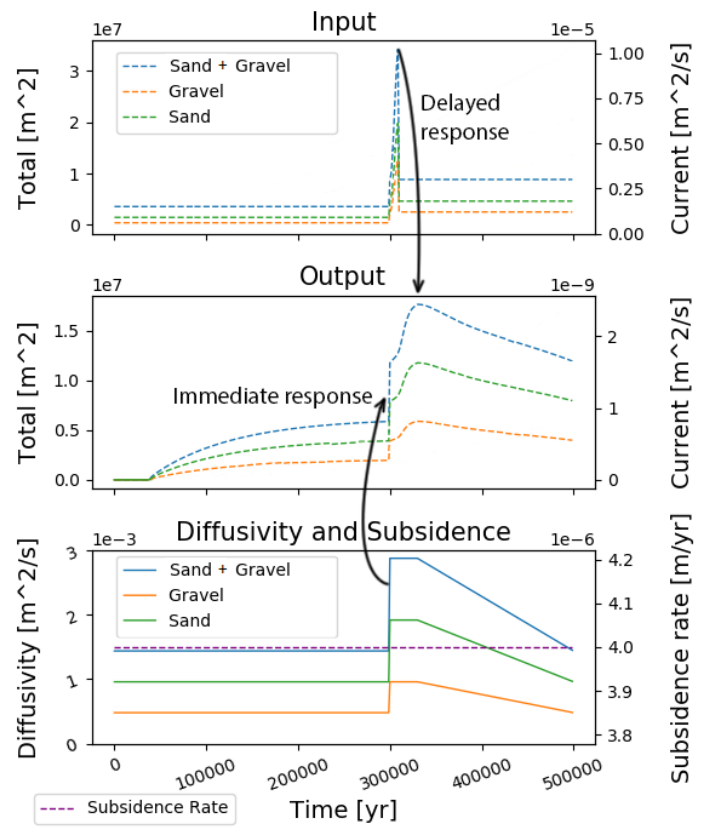 Input
1e7
1e-5
Sand + Gravel
Gravel
Sand
Delayed
response
Total [m^2]
3
2
1
0
Current [m^2/s]
1.00
0.75
0.50
0.25
0.00
Output
1e7
1e-9
Immediate response
Total [m^2]
1.5
1.0
0.5
0.0
Current [m^2/s]
2
1
0
Diffusivity and Subsidence
1e-3
1e-6
Sand + Gravel
Gravel
Sand
Diffusivity [m^2/s]
3
2
1
0
Subsidence rate [m/yr]
4.2
4.1
4.0
3.9
3.8
0
100000
200000
300000
400000
500000
Subsidence Rate
Time [yr]